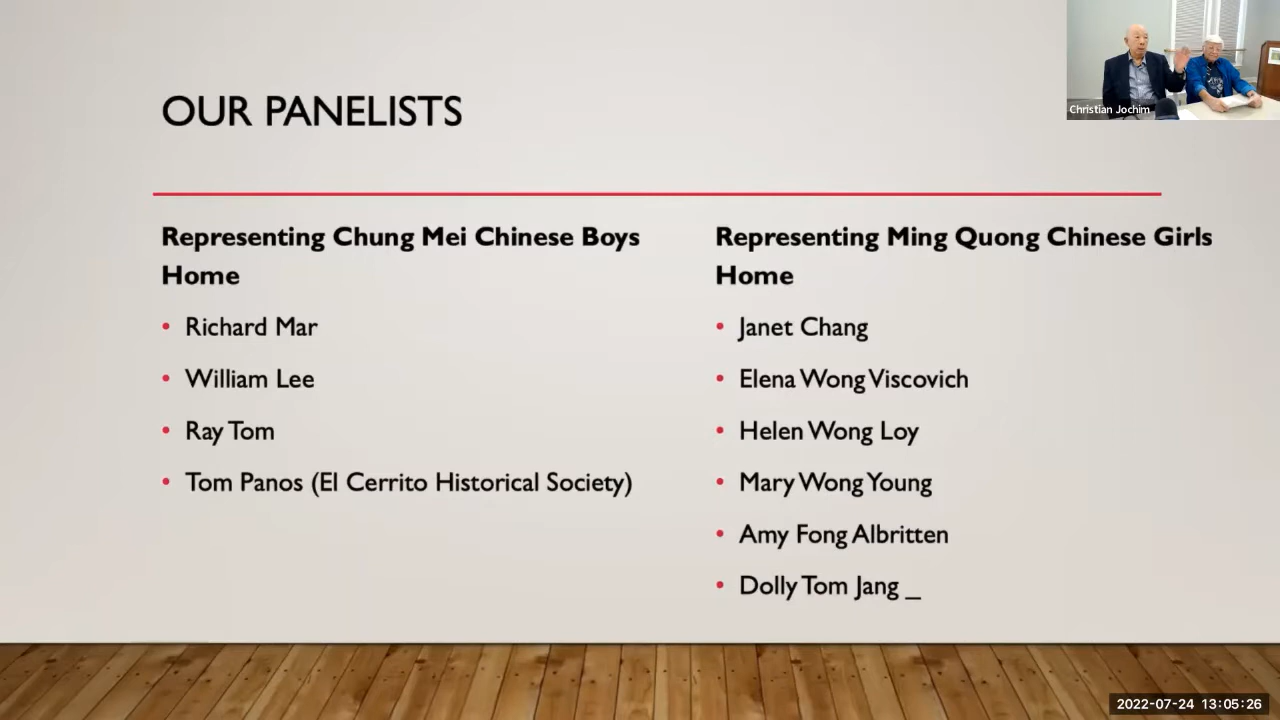 OUR PANELISTS
Christian Jochim
Representing Chung Mei Chinese Boys
Home
• Richard Mar
• William Lee
• Ray Tom
• Tom Panos (El Cerrito Historical Society)
Representing Ming Quong Chinese Girls
Home
• Janet Chang
• Elena Wong Viscovich
• Helen Wong Loy
• Mary Wong Young
• Amy Fong Albritten
• Dolly Tom Jang _
2022-07-24 13:05:26